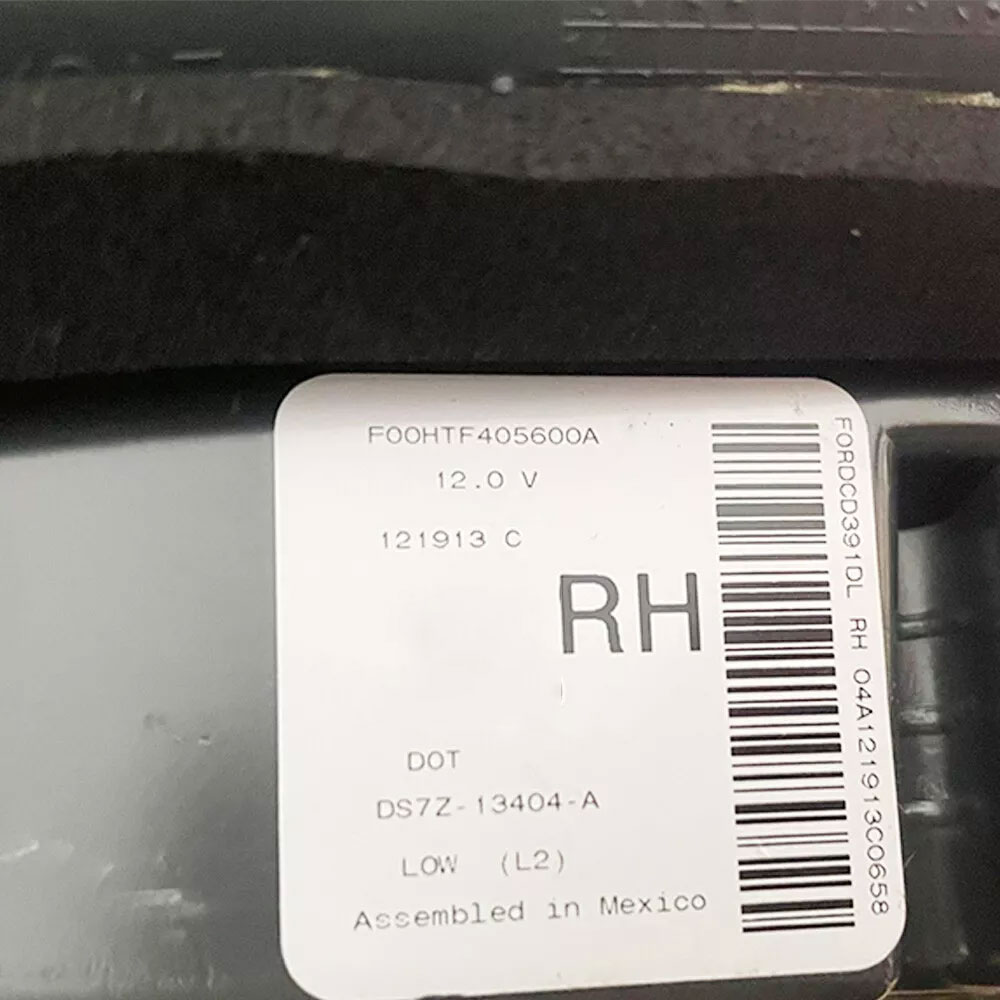 F00HTF405600A
12.0 V
121913 C
RH
DOT
DS7Z-13404-A
LOW (L2)
Assembled in Mexico
FORDCD391DL RH 04A121913C0658